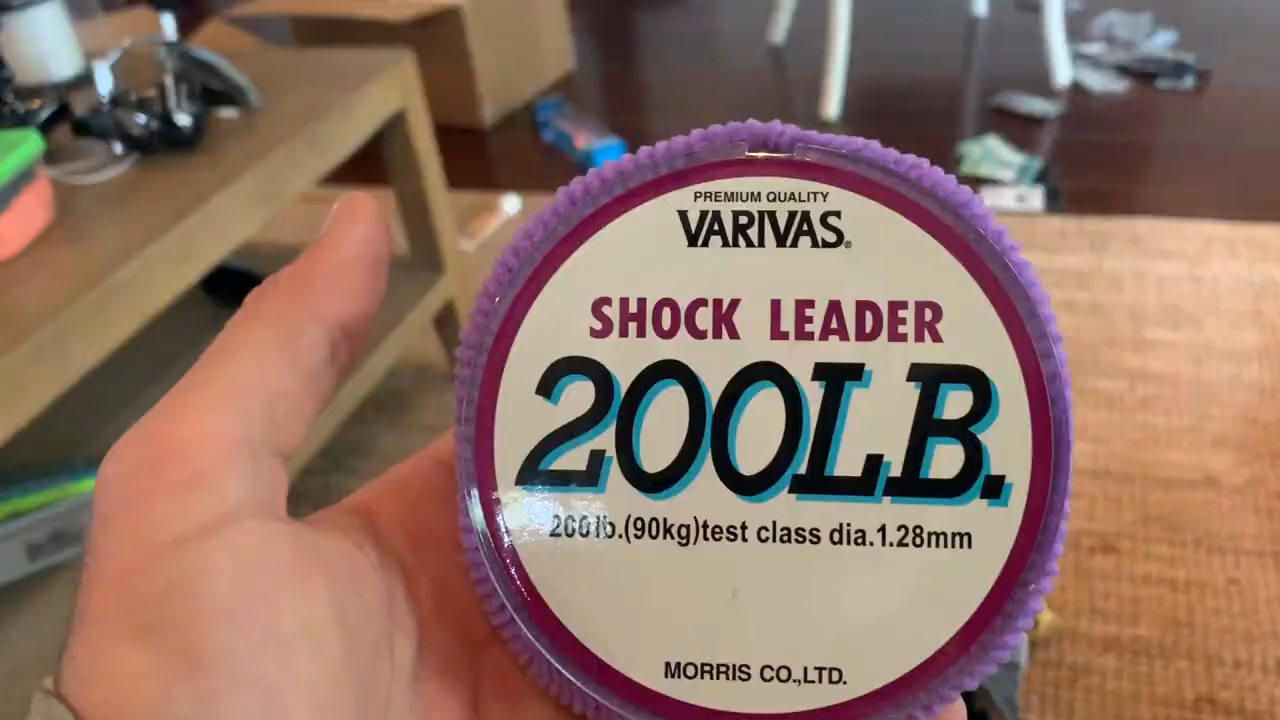 PREMIUM QUALITY
VARIVAS®
SHOCK LEADER
200LB.
200lb.(90kg)test class dia.1.28mm
MORRIS CO.,LTD.